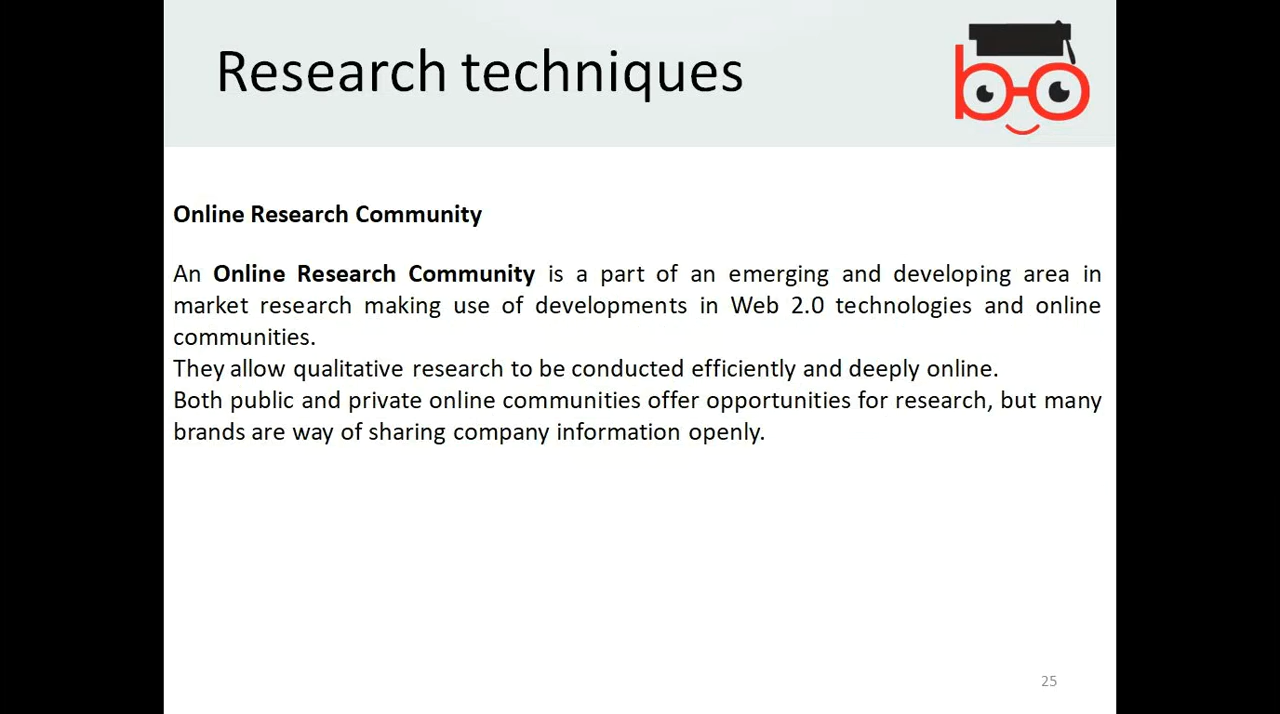 Research techniques
Online Research Community
An Online Research Community is a part of an emerging and developing area in
market research making use of developments in Web 2.0 technologies and online
communities.
They allow qualitative research to be conducted efficiently and deeply online.
Both public and private online communities offer opportunities for research, but many
brands are way of sharing company information openly.
25